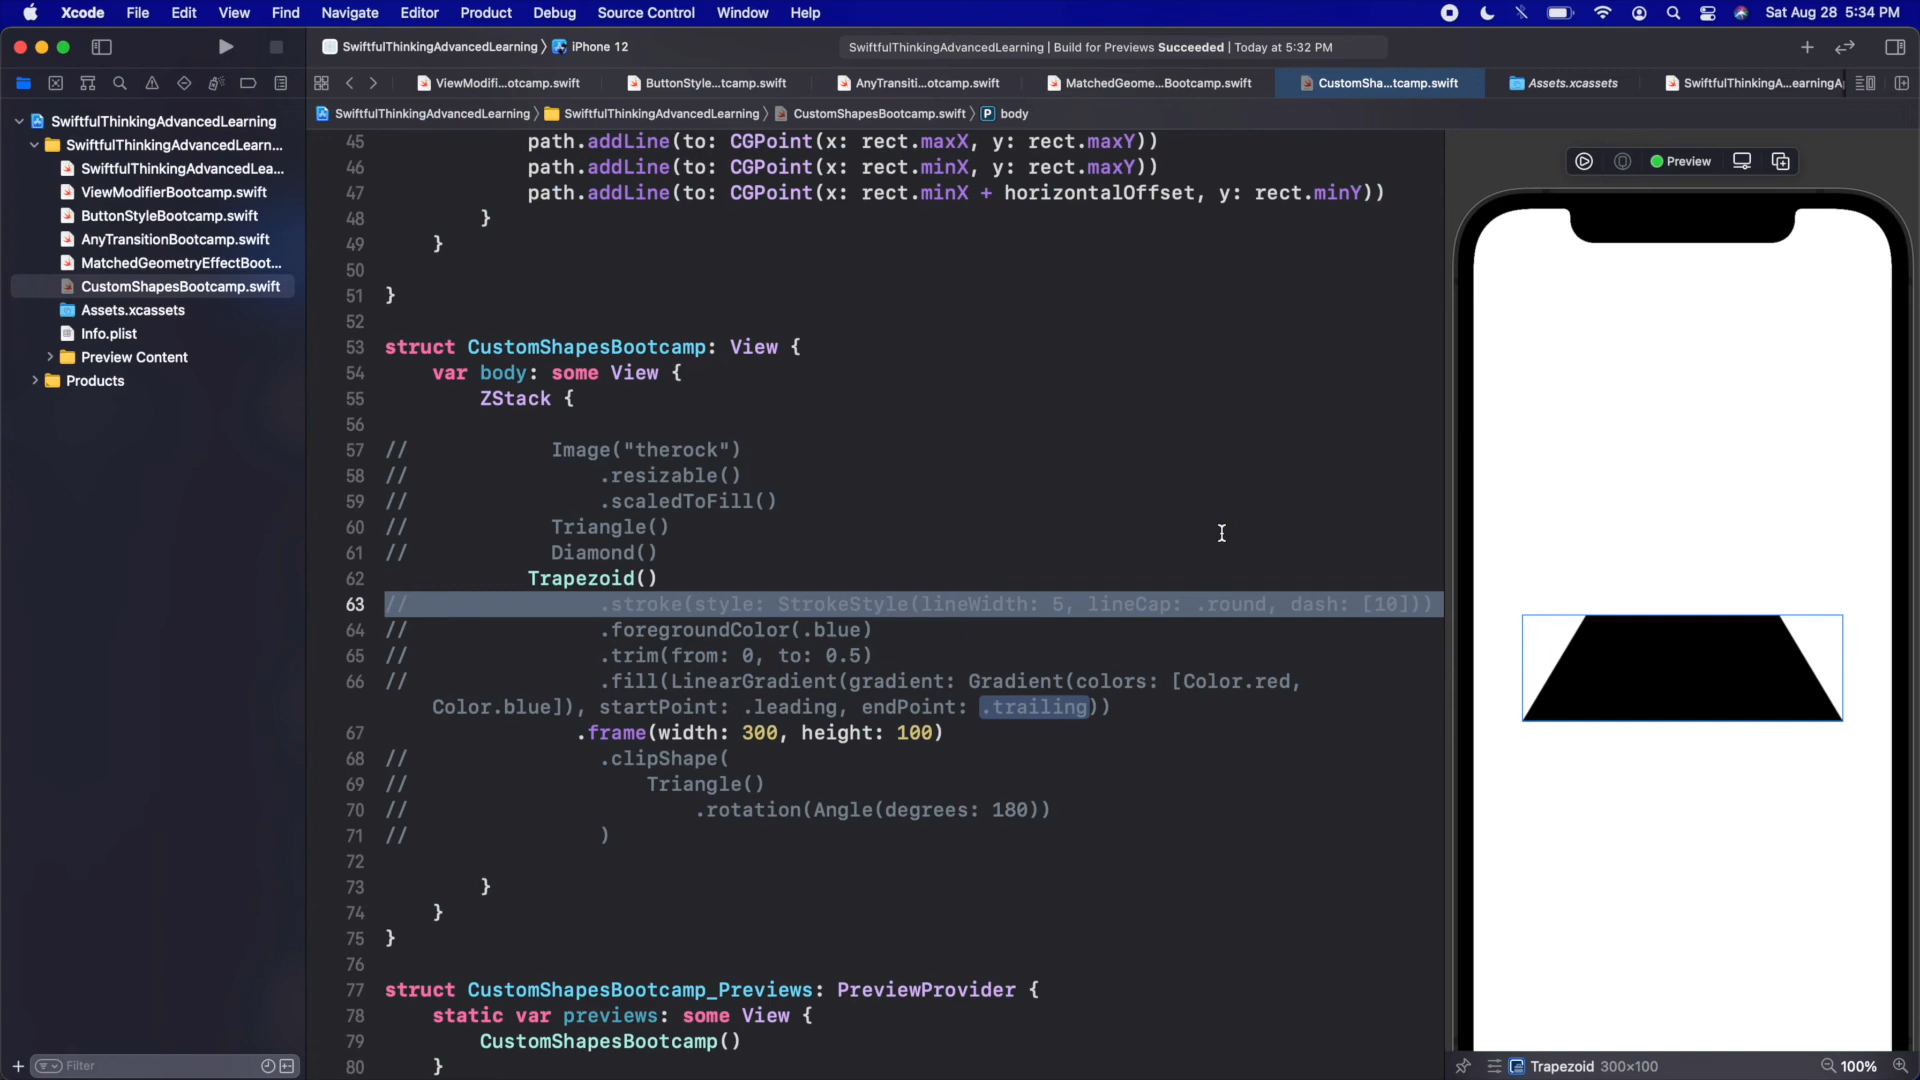 Xcode File Edit View Find Navigate Editor Product Debug Source Control Window Help Sat Aug 28 5:34 PM
SwiftfulThinkingAdvancedLearning iPhone 12 SwiftfulThinkingAdvancedLearning | Build for Previews Succeeded | Today at 5:32 PM
ViewModifi...otcamp.swift ButtonStyle...tcamp.swift AnyTransiti...otcamp.swift MatchedGeome...Bootcamp.swift CustomSha...tcamp.swift Assets.xcassets SwiftfulThinkingA...earningA
SwiftfulThinkingAdvancedLearning SwiftfulThinkingAdvancedLearning CustomShapesBootcamp.swift P body
SwiftfulThinkingAdvancedLearning
SwiftfulThinkingAdvancedLearn...
SwiftfulThinkingAdvancedLea...
ViewModifierBootcamp.swift
ButtonStyleBootcamp.swift
AnyTransitionBootcamp.swift
MatchedGeometryEffectBoot...
CustomShapesBootcamp.swift
Assets.xcassets
Info.plist
Preview Content
Products
Filter
45 path.addLine(to: CGPoint(x: rect.maxX, y: rect.maxY))
46 path.addLine(to: CGPoint(x: rect.minX, y: rect.maxY))
47 path.addLine(to: CGPoint(x: rect.minX + horizontalOffset, y: rect.minY))
48 }
49 }
50
51 }
52
53 struct CustomShapesBootcamp: View {
54 var body: some View {
55 ZStack {
56
57 // Image("therock")
58 // .resizable()
59 // .scaledToFill()
60 // Triangle()
61 // Diamond()
62 Trapezoid()
63 // .stroke(style: StrokeStyle(lineWidth: 5, lineCap: .round, dash: [10]))
64 // .foregroundColor(.blue)
65 // .trim(from: 0, to: 0.5)
66 // .fill(LinearGradient(gradient: Gradient(colors: [Color.red,
Color.blue]), startPoint: .leading, endPoint: .trailing))
67 .frame(width: 300, height: 100)
68 // .clipShape(
69 // Triangle()
70 // .rotation(Angle(degrees: 180))
71 // )
72
73 }
74 }
75 }
76
77 struct CustomShapesBootcamp_Previews: PreviewProvider {
78 static var previews: some View {
79 CustomShapesBootcamp()
80 }
Preview
Trapezoid 300×100 100%